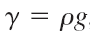 γ = ρg.